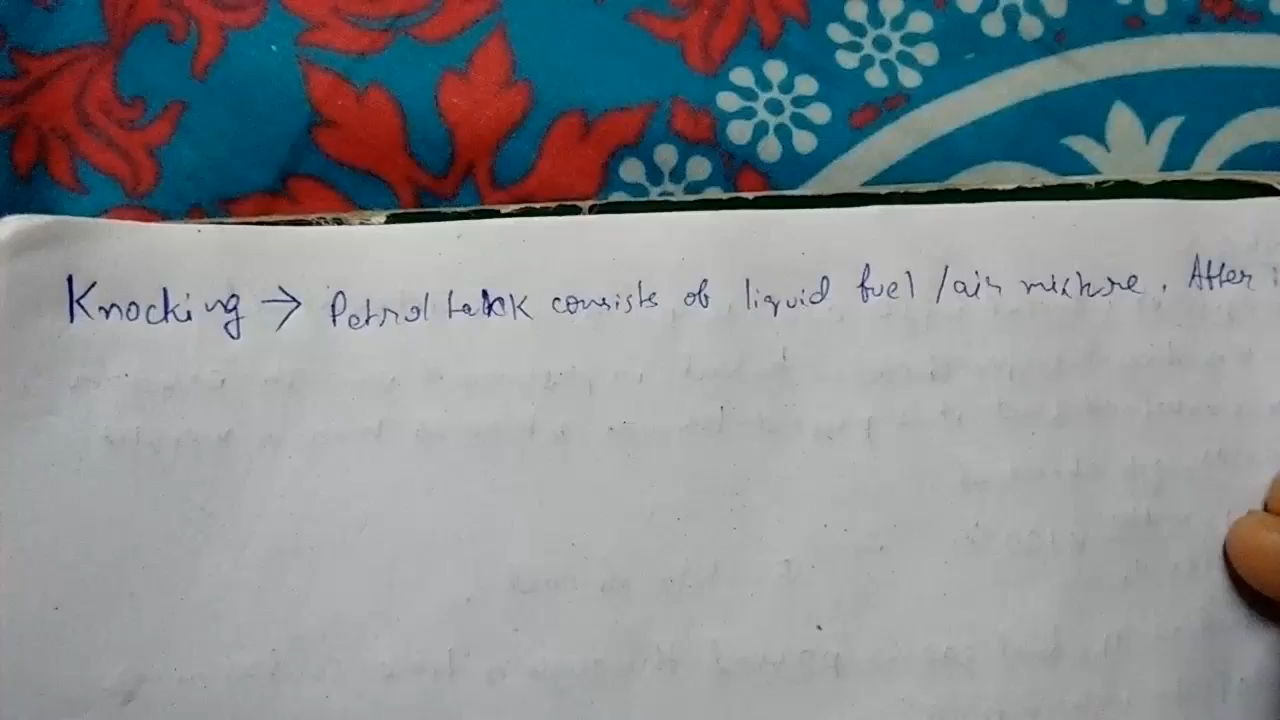 Knocking → Petrol tank consists of liquid fuel/air mixture. After